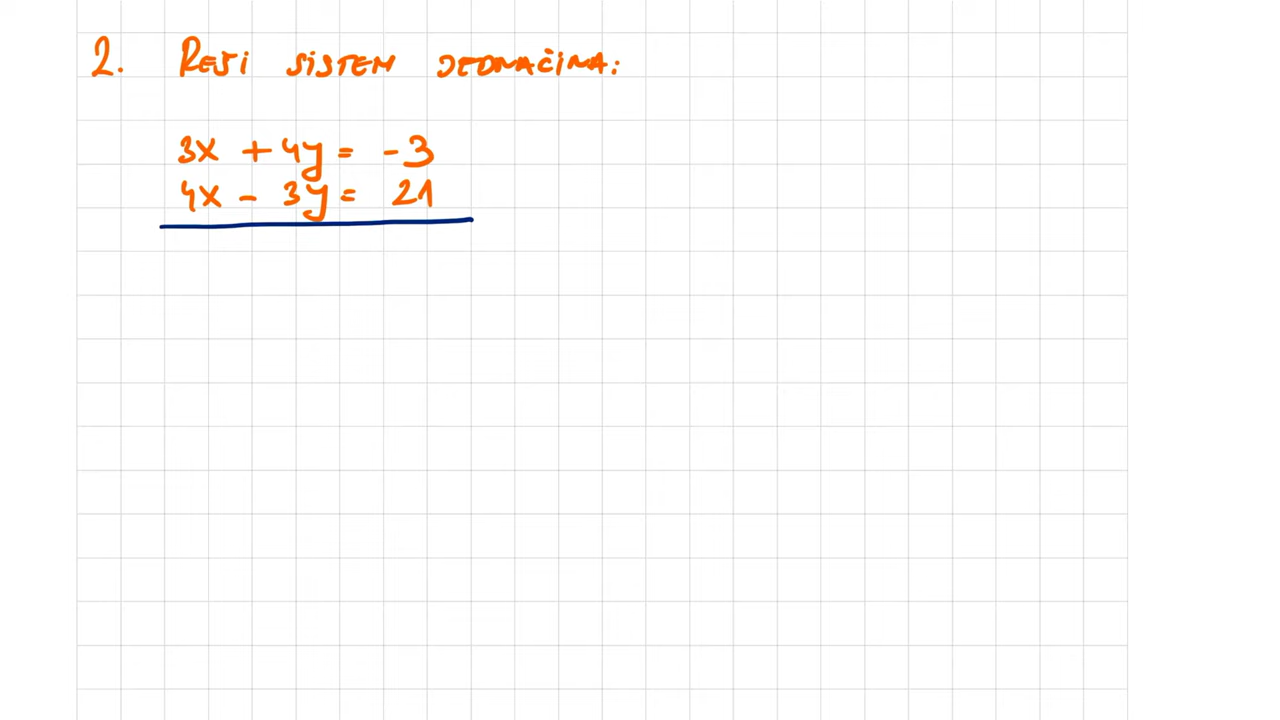 2. REŠI SISTEM JEDNAČINA:
3x + 4y = -3
4x - 3y = 21